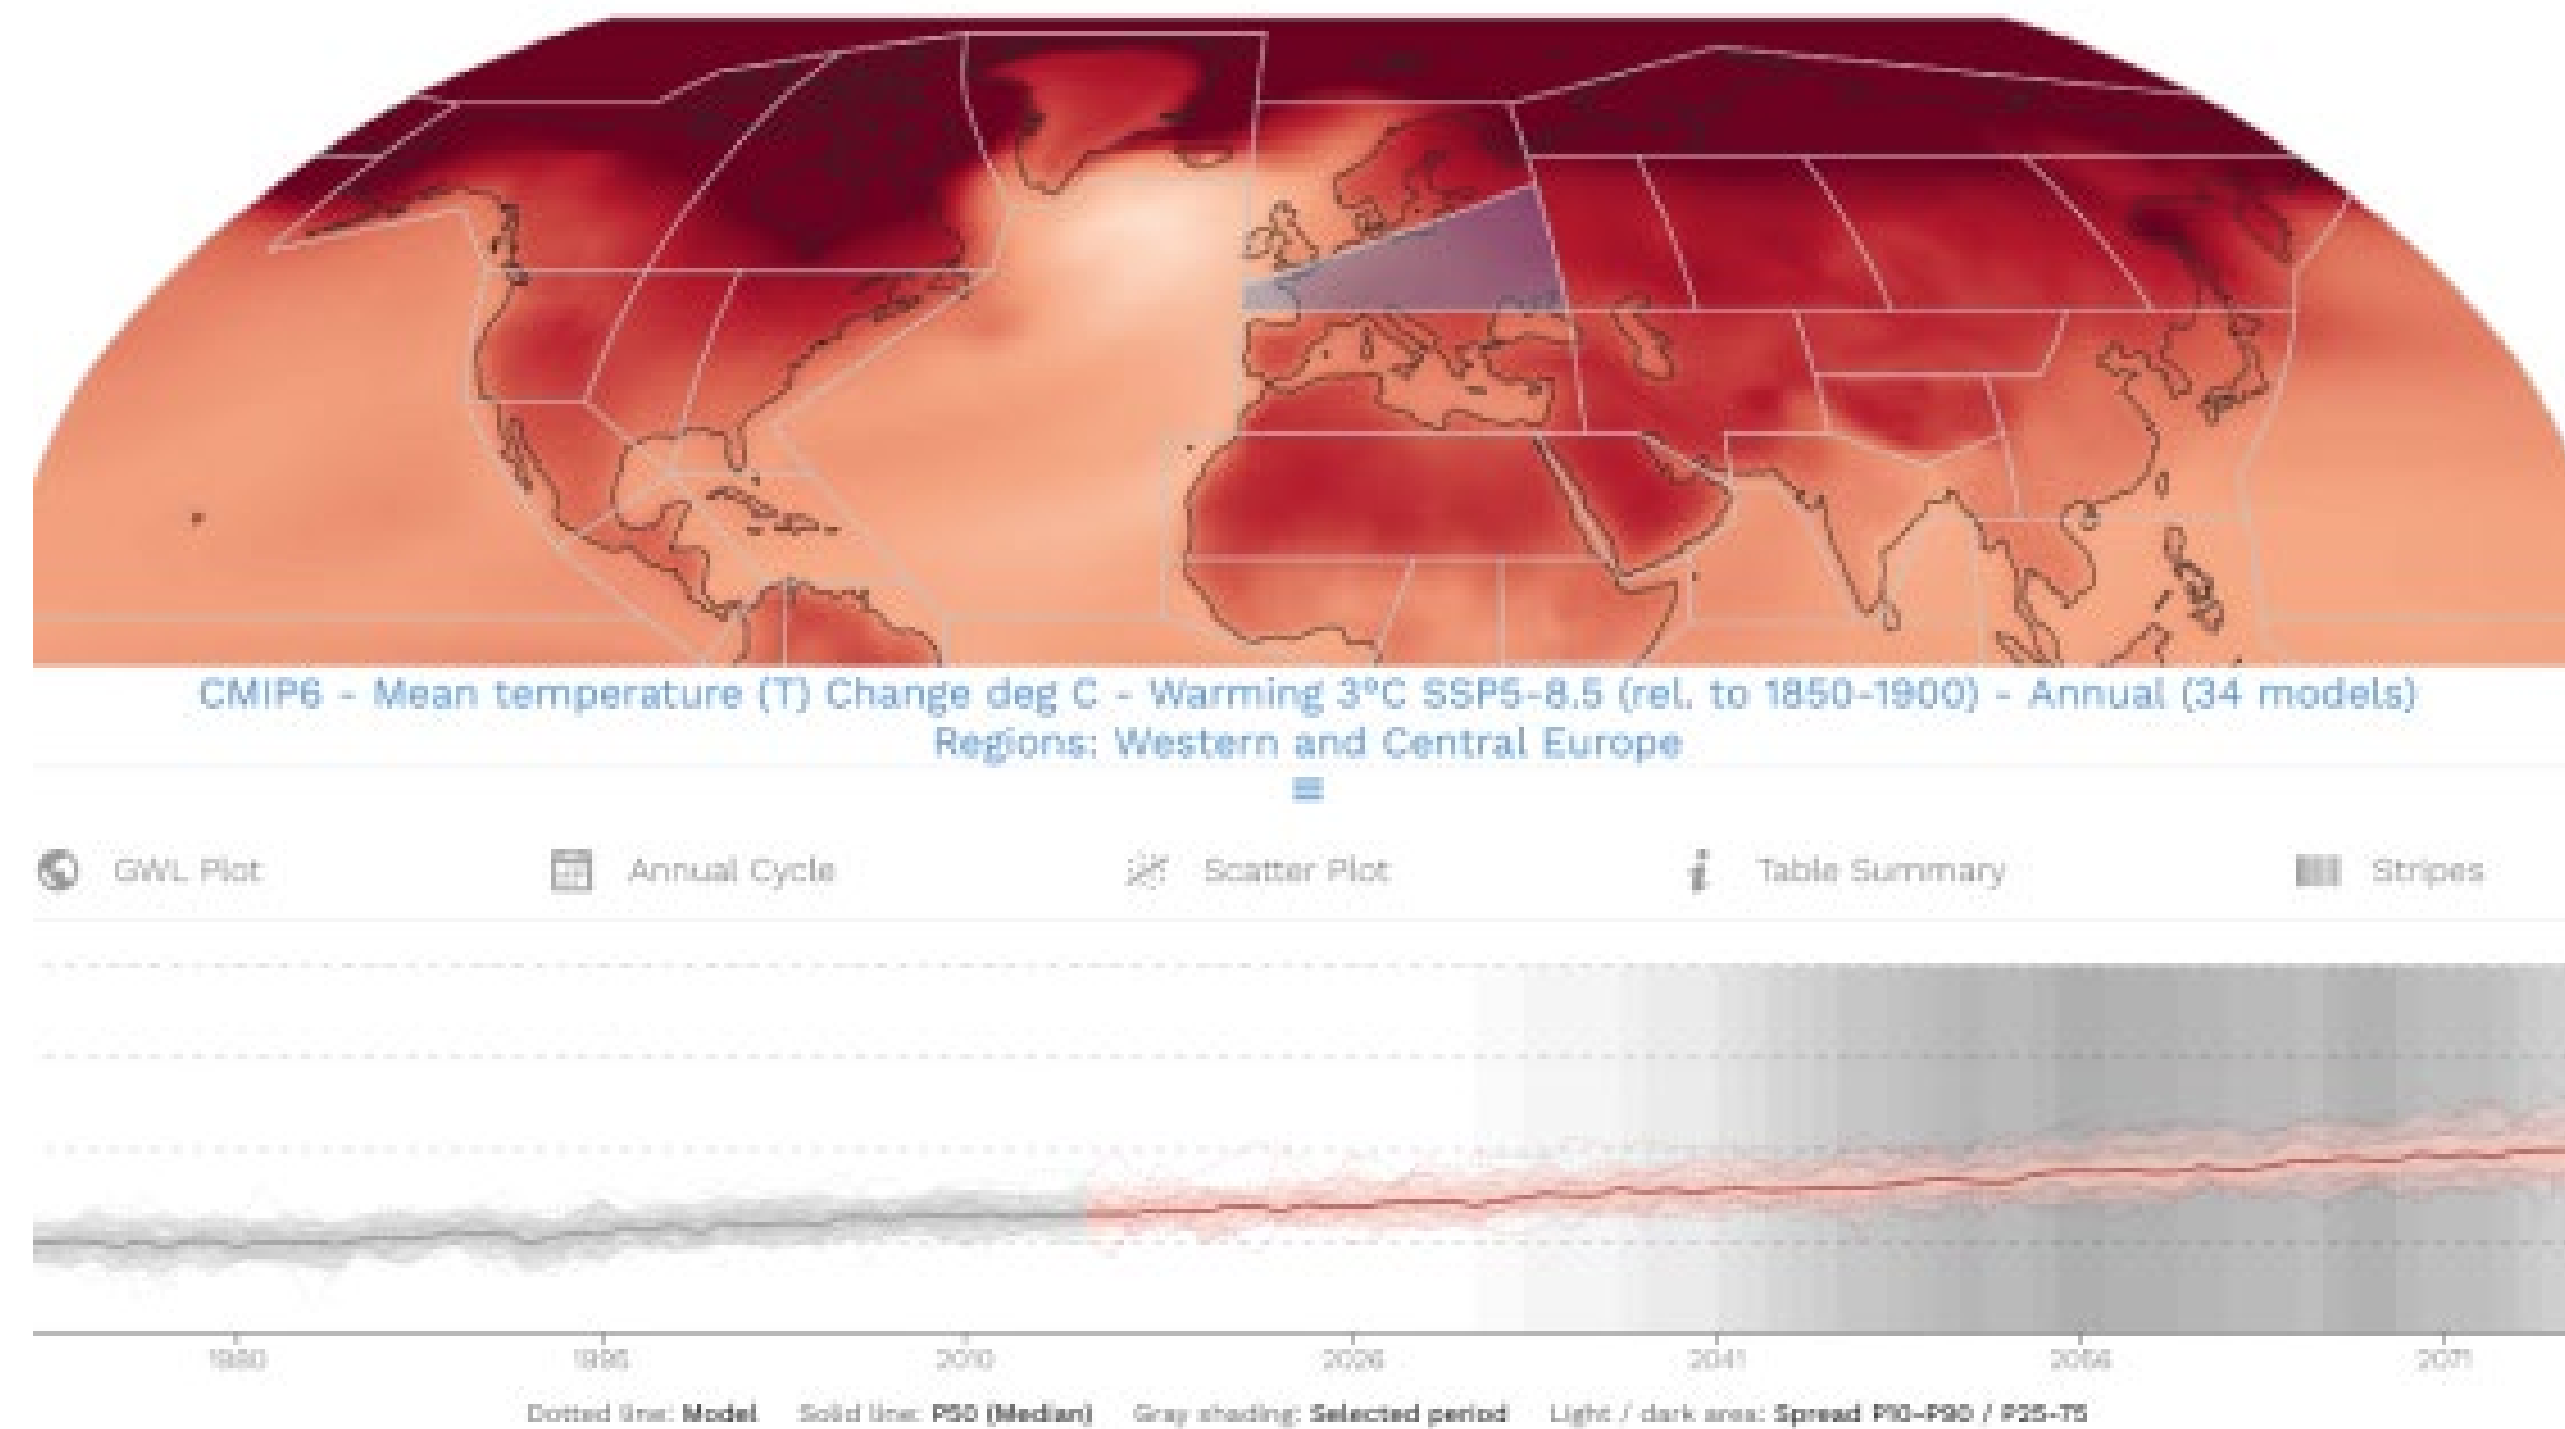 CMIP6 - Mean temperature (T) Change deg C - Warming 3°C SSP5-8.5 (rel. to 1850-1900) - Annual (34 models)
Regions: Western and Central Europe
GWL Plot Annual Cycle Scatter Plot Table Summary Stripes
1980 1995 2010 2026 2041 2056 2071
Dotted line: Model Solid line: P50 (Median) Gray shading: Selected period Light / dark area: Spread P10-P90 / P25-75